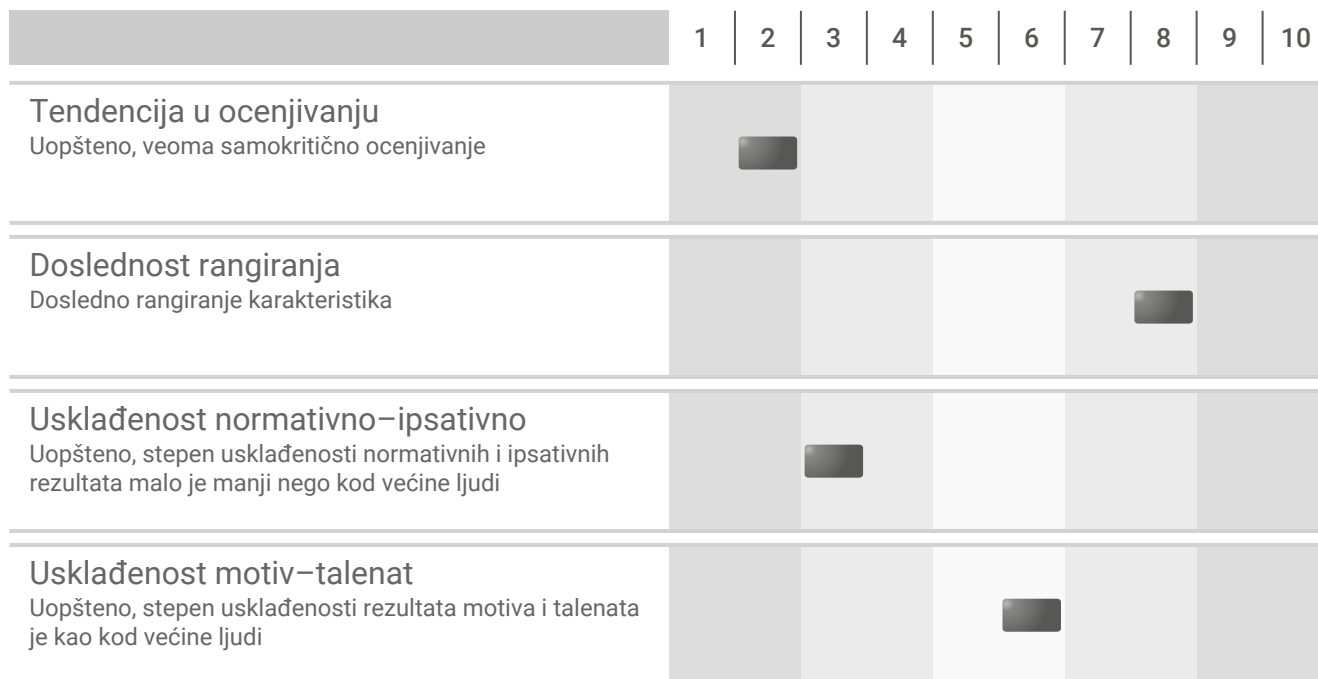 1 2 3 4 5 6 7 8 9 10
Tendencija u ocenjivanju
Uopšteno, veoma samokritično ocenjivanje
Doslednost rangiranja
Dosledno rangiranje karakteristika
Usklađenost normativno–ipsativno
Uopšteno, stepen usklađenosti normativnih i ipsativnih
rezultata malo je manji nego kod većine ljudi
Usklađenost motiv–talenat
Uopšteno, stepen usklađenosti rezultata motiva i talenata
je kao kod većine ljudi